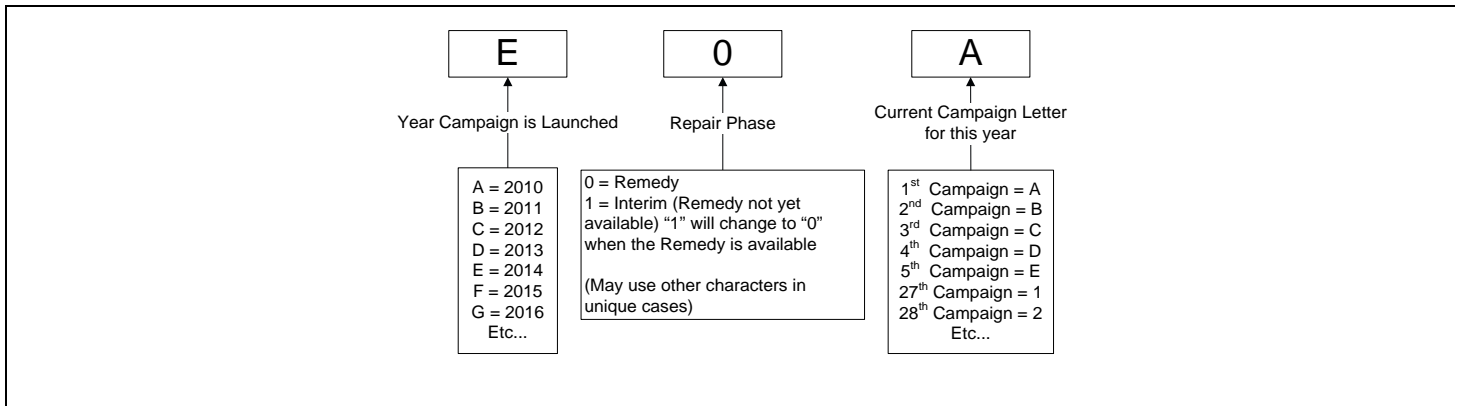 E
0
A
Year Campaign is Launched
Repair Phase
Current Campaign Letter
for this year
A = 2010
B = 2011
C = 2012
D = 2013
E = 2014
F = 2015
G = 2016
Etc...
0 = Remedy
1 = Interim (Remedy not yet
available) “1” will change to “0”
when the Remedy is available
(May use other characters in
unique cases)
1st Campaign = A
2nd Campaign = B
3rd Campaign = C
4th Campaign = D
5th Campaign = E
27th Campaign = 1
28th Campaign = 2
Etc...